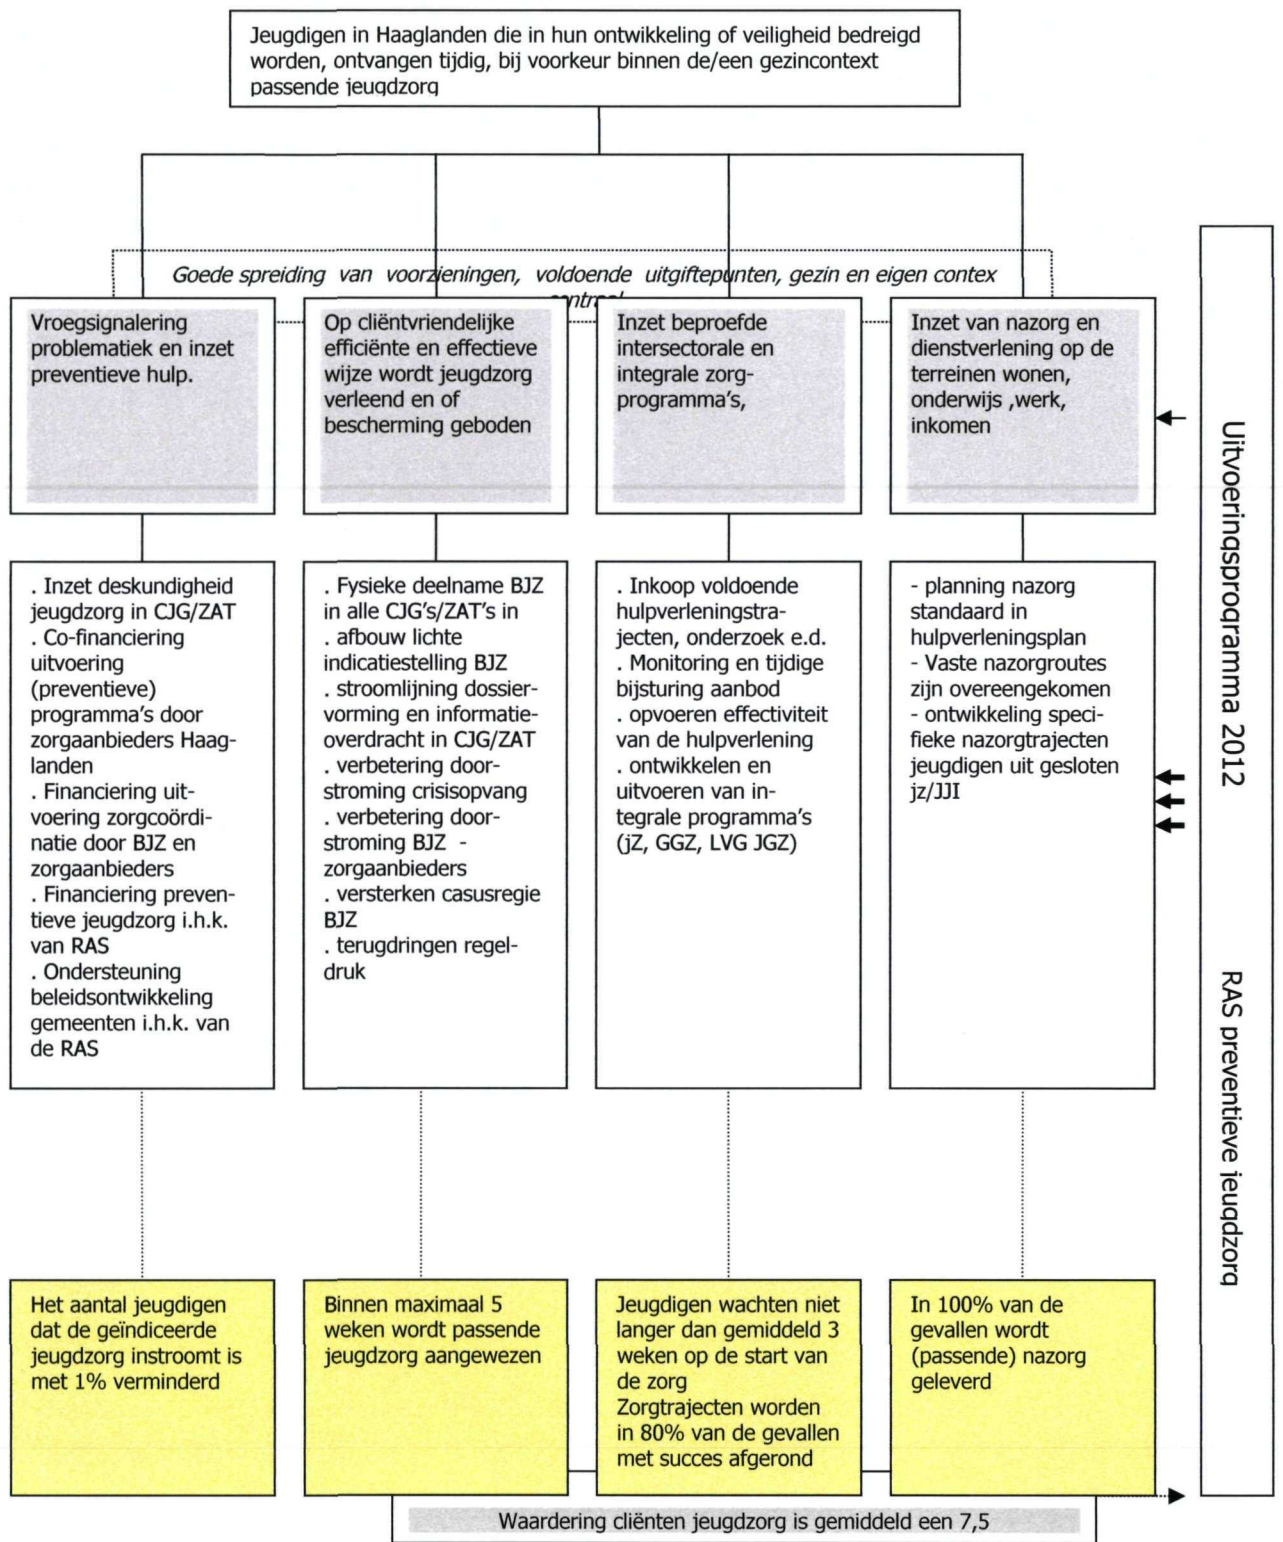 Jeugdigen in Haaglanden die in hun ontwikkeling of veiligheid bedreigd
worden, ontvangen tijdig, bij voorkeur binnen de/een gezincontext
passende jeugdzorg
Goede spreiding van voorzieningen, voldoende uitgiftepunten, gezin en eigen contex
Vroegsignalering
problematiek en inzet
preventieve hulp.
Op cliëntvriendelijke
efficiënte en effectieve
wijze wordt jeugdzorg
verleend en of
bescherming geboden
Inzet beproefde
intersectorale en
integrale zorg-
programma's,
Inzet van nazorg en
dienstverlening op de
terreinen wonen,
onderwijs ,werk,
inkomen
. Inzet deskundigheid
jeugdzorg in CJG/ZAT
. Co-financiering
uitvoering
(preventieve)
programma's door
zorgaanbieders Haag-
landen
. Financiering uit-
voering zorgcoördi-
natie door BJZ en
zorgaanbieders
. Financiering preven-
tieve jeugdzorg i.h.k.
van RAS
. Ondersteuning
beleidsontwikkeling
gemeenten i.h.k. van
de RAS
. Fysieke deelname BJZ
in alle CJG's/ZAT's in
. afbouw lichte
indicatiestelling BJZ
. stroomlijning dossier-
vorming en informatie-
overdracht in CJG/ZAT
. verbetering door-
stroming crisisopvang
. verbetering door-
stroming BJZ -
zorgaanbieders
. versterken casusregie
BJZ
. terugdringen regel-
druk
. Inkoop voldoende
hulpverleningstra-
jecten, onderzoek e.d.
. Monitoring en tijdige
bijsturing aanbod
. opvoeren effectiviteit
van de hulpverlening
. ontwikkelen en
uitvoeren van in-
tegrale programma's
(jZ, GGZ, LVG JGZ)
- planning nazorg
standaard in
hulpverleningsplan
- Vaste nazorgroutes
zijn overeengekomen
- ontwikkeling speci-
fieke nazorgtrajecten
jeugdigen uit gesloten
jz/JJI
Het aantal jeugdigen
dat de geïndiceerde
jeugdzorg instroomt is
met 1% verminderd
Binnen maximaal 5
weken wordt passende
jeugdzorg aangewezen
Jeugdigen wachten niet
langer dan gemiddeld 3
weken op de start van
de zorg
Zorgtrajecten worden
in 80% van de gevallen
met succes afgerond
In 100% van de
gevallen wordt
(passende) nazorg
geleverd
Waardering cliënten jeugdzorg is gemiddeld een 7,5
Uitvoeringsprogramma 2012 RAS preventieve jeugdzorg